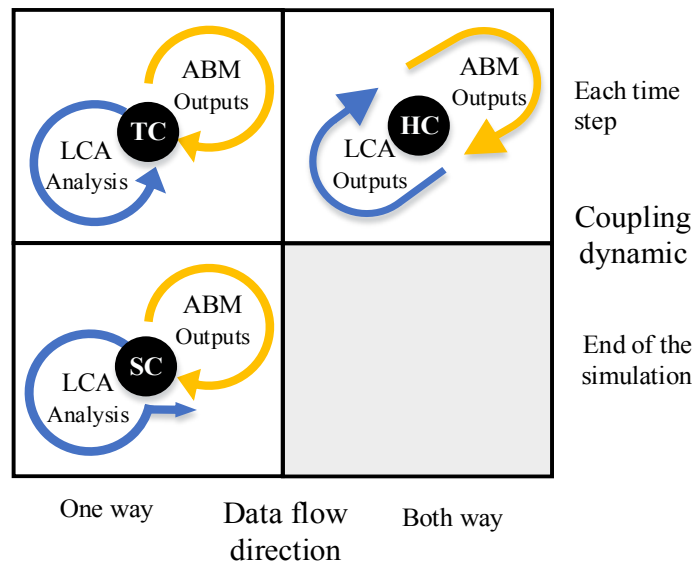 ABM
Outputs
TC
LCA
Analysis
ABM
Outputs
HC
LCA
Outputs
Each time
step
Coupling
dynamic
ABM
Outputs
SC
LCA
Analysis
End of the
simulation
One way
Data flow
direction
Both way